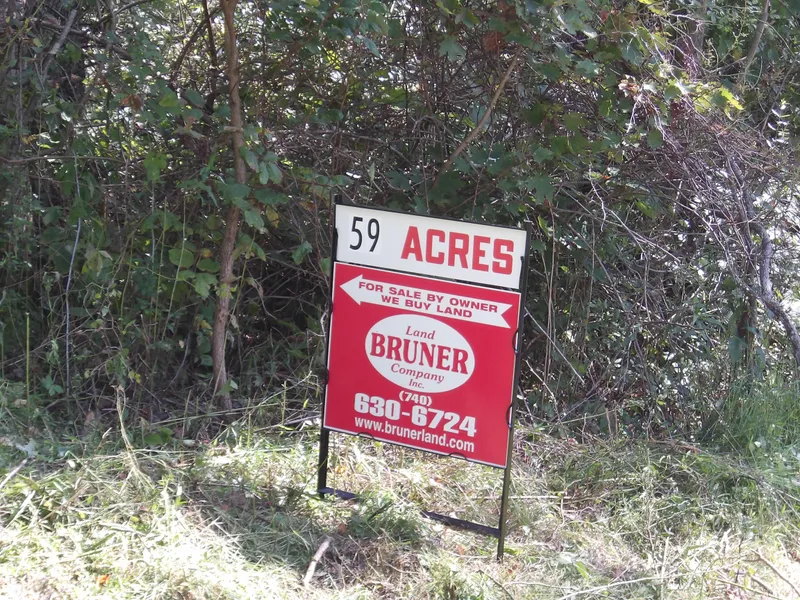 59 ACRES
FOR SALE BY OWNER
WE BUY LAND
Land
BRUNER
Company
Inc.
(740)
630-6724
www.brunerland.com